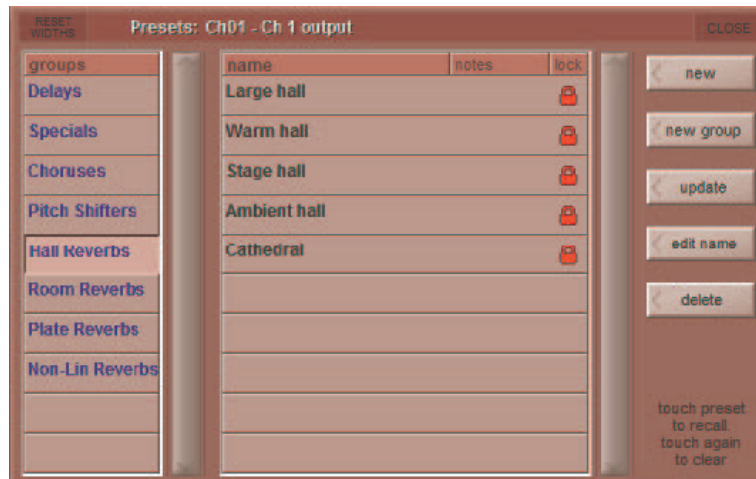 RESET
WIDTHS
Presets: Ch01 - Ch 1 output
CLOSE
groups
Delays
Specials
Choruses
Pitch Shifters
Hall Reverbs
Room Reverbs
Plate Reverbs
Non-Lin Reverbs
name notes lock
Large hall
Warm hall
Stage hall
Ambient hall
Cathedral
new
new group
update
edit name
delete
touch preset
to recall.
touch again
to clear